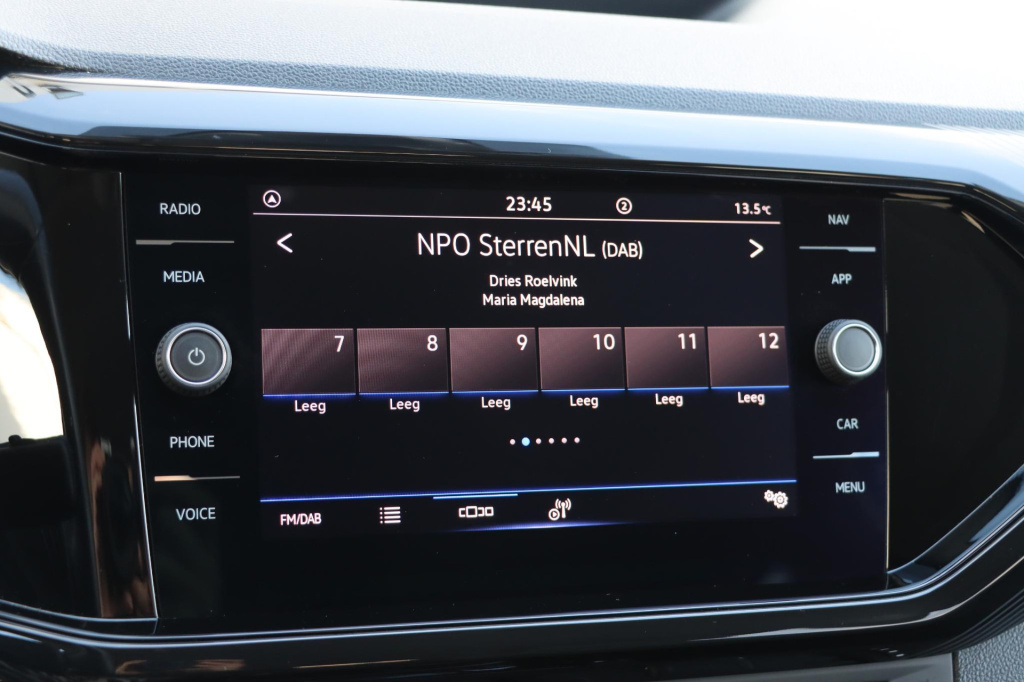 RADIO
MEDIA
PHONE
VOICE
23:45
2
13.5°C
< NPO SterrenNL (DAB) >
Dries Roelvink
Maria Magdalena
7 8 9 10 11 12
Leeg Leeg Leeg Leeg Leeg Leeg
FM/DAB
NAV
APP
CAR
MENU